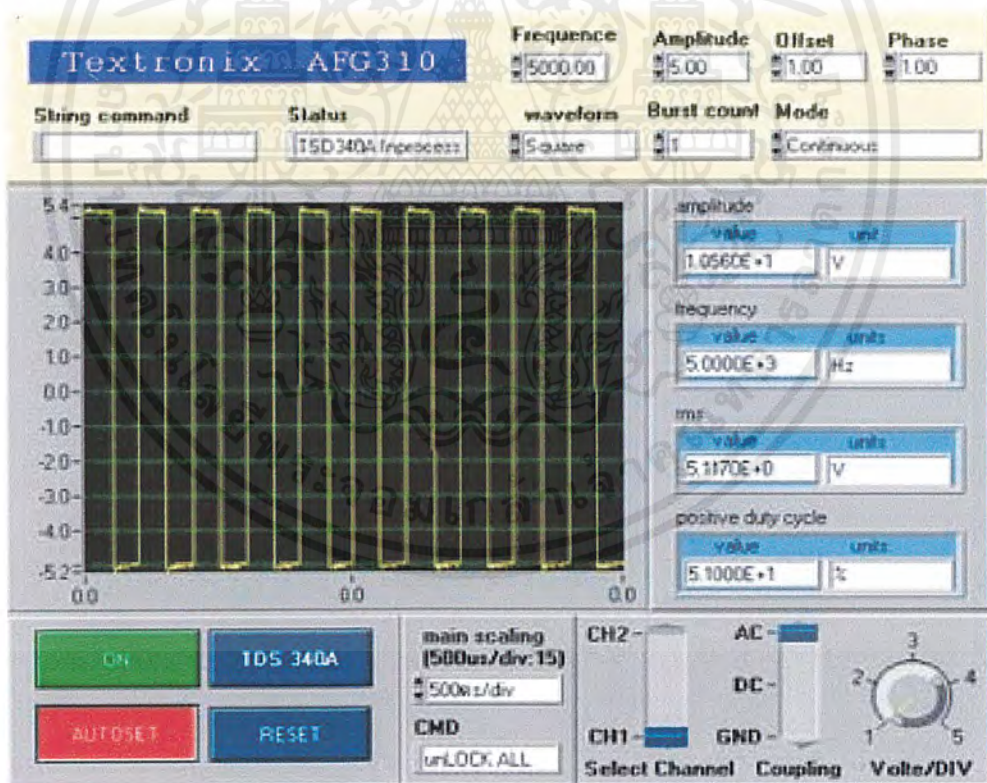 Textronix AFG310
Frequence
5000.00
Amplitude
5.00
Offset
1.00
Phase
1.00
String command
Status
TSD340A Inprocess
waveform
Square
Burst count
1
Mode
Continuous
5.4
4.0
3.0
2.0
1.0
0.0
-1.0
-2.0
-3.0
-4.0
-5.2
0.0 0.0 0.0
amplitude
value unit
1.0560E+1 V
frequency
value units
5.0000E+3 Hz
rms
value units
5.1170E+0 V
positive duty cycle
value units
5.1000E+1 %
ON
TDS 340A
AUTOSET
RESET
main scaling
(500us/div:15)
CMD
unLOCK ALL
CH2
CH1
Select Channel
AC
DC
GND
Coupling
1 2 3 4 5
Volte/DIV